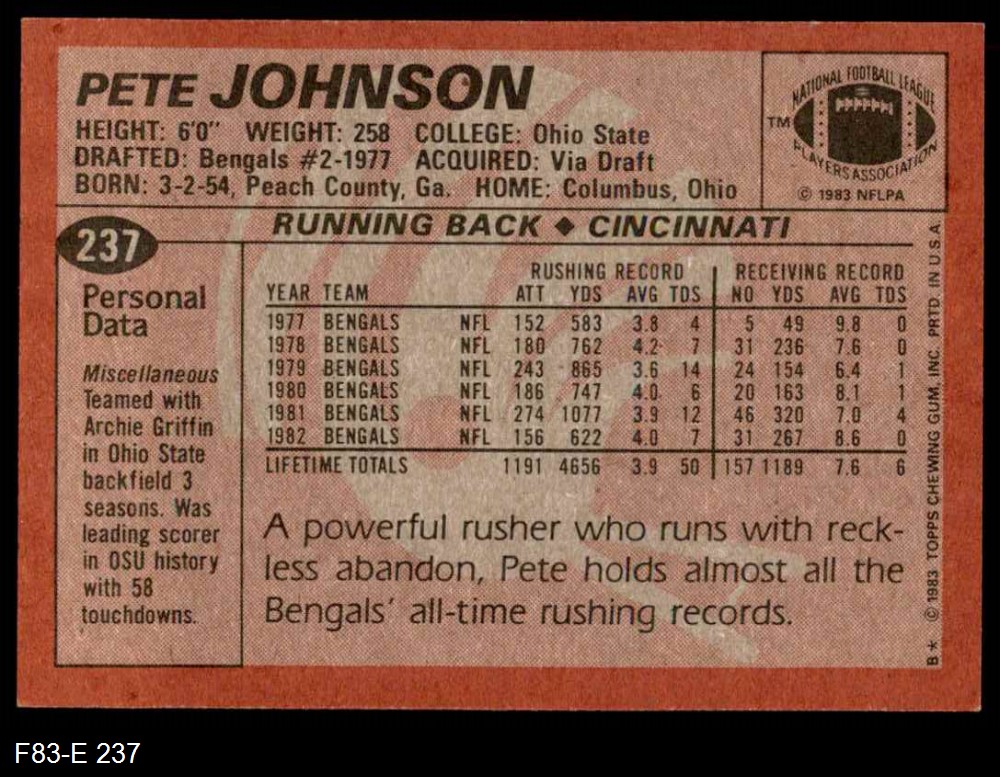 PETE JOHNSON
HEIGHT: 6'0" WEIGHT: 258 COLLEGE: Ohio State
DRAFTED: Bengals #2-1977 ACQUIRED: Via Draft
BORN: 3-2-54, Peach County, Ga. HOME: Columbus, Ohio
NATIONAL FOOTBALL LEAGUE
TM
PLAYERS ASSOCIATION
© 1983 NFLPA
237
RUNNING BACK ◆ CINCINNATI
Personal
Data
Miscellaneous
Teamed with
Archie Griffin
in Ohio State
backfield 3
seasons. Was
leading scorer
in OSU history
with 58
touchdowns.
RUSHING RECORD RECEIVING RECORD
YEAR TEAM ATT YDS AVG TDS NO YDS AVG TDS
1977 BENGALS NFL 152 583 3.8 4 5 49 9.8 0
1978 BENGALS NFL 180 762 4.2 7 31 236 7.6 0
1979 BENGALS NFL 243 865 3.6 14 24 154 6.4 1
1980 BENGALS NFL 186 747 4.0 6 20 163 8.1 1
1981 BENGALS NFL 274 1077 3.9 12 46 320 7.0 4
1982 BENGALS NFL 156 622 4.0 7 31 267 8.6 0
LIFETIME TOTALS 1191 4656 3.9 50 157 1189 7.6 6
A powerful rusher who runs with reck-
less abandon, Pete holds almost all the
Bengals' all-time rushing records.
B* © 1983 TOPPS CHEWING GUM, INC. PRTD. IN U.S.A.
F83-E 237